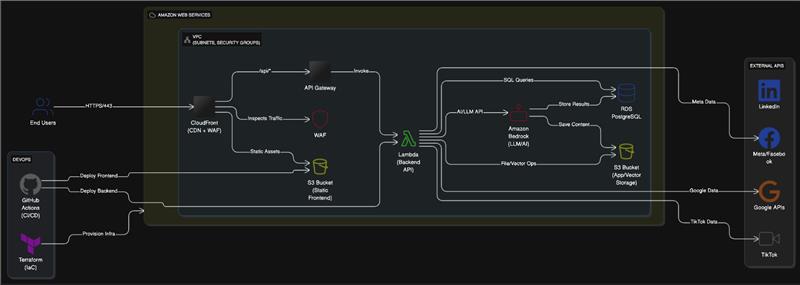 AMAZON WEB SERVICES
VPC
(SUBNETS, SECURITY GROUPS)
EXTERNAL APIS
/api/*
Invoke
API Gateway
SQL Queries
LinkedIn
HTTPS/443
End Users
CloudFront
(CDN + WAF)
Inspects Traffic
WAF
AI/LLM API
Store Results
RDS
PostgreSQL
Meta Data
Amazon
Bedrock
(LLM/AI)
Save Content
Meta/Facebo
ok
Static Assets
Lambda
(Backend
API)
File/Vector Ops
S3 Bucket
(Static
Frontend)
S3 Bucket
(App/Vector
Storage)
DEVOPS
Deploy Frontend
Deploy Backend
GitHub
Actions
(CI/CD)
Google Data
Google APIs
Provision Infra
Terraform
(IaC)
TikTok Data
TikTok